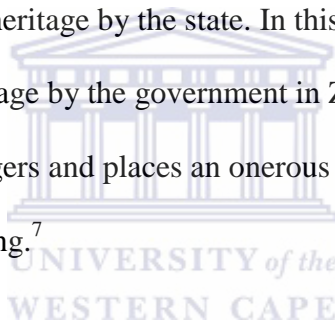 heritage by the state. In this
age by the government in Z
gers and places an onerous
ng.7
UNIVERSITY of the
WESTERN CAPE